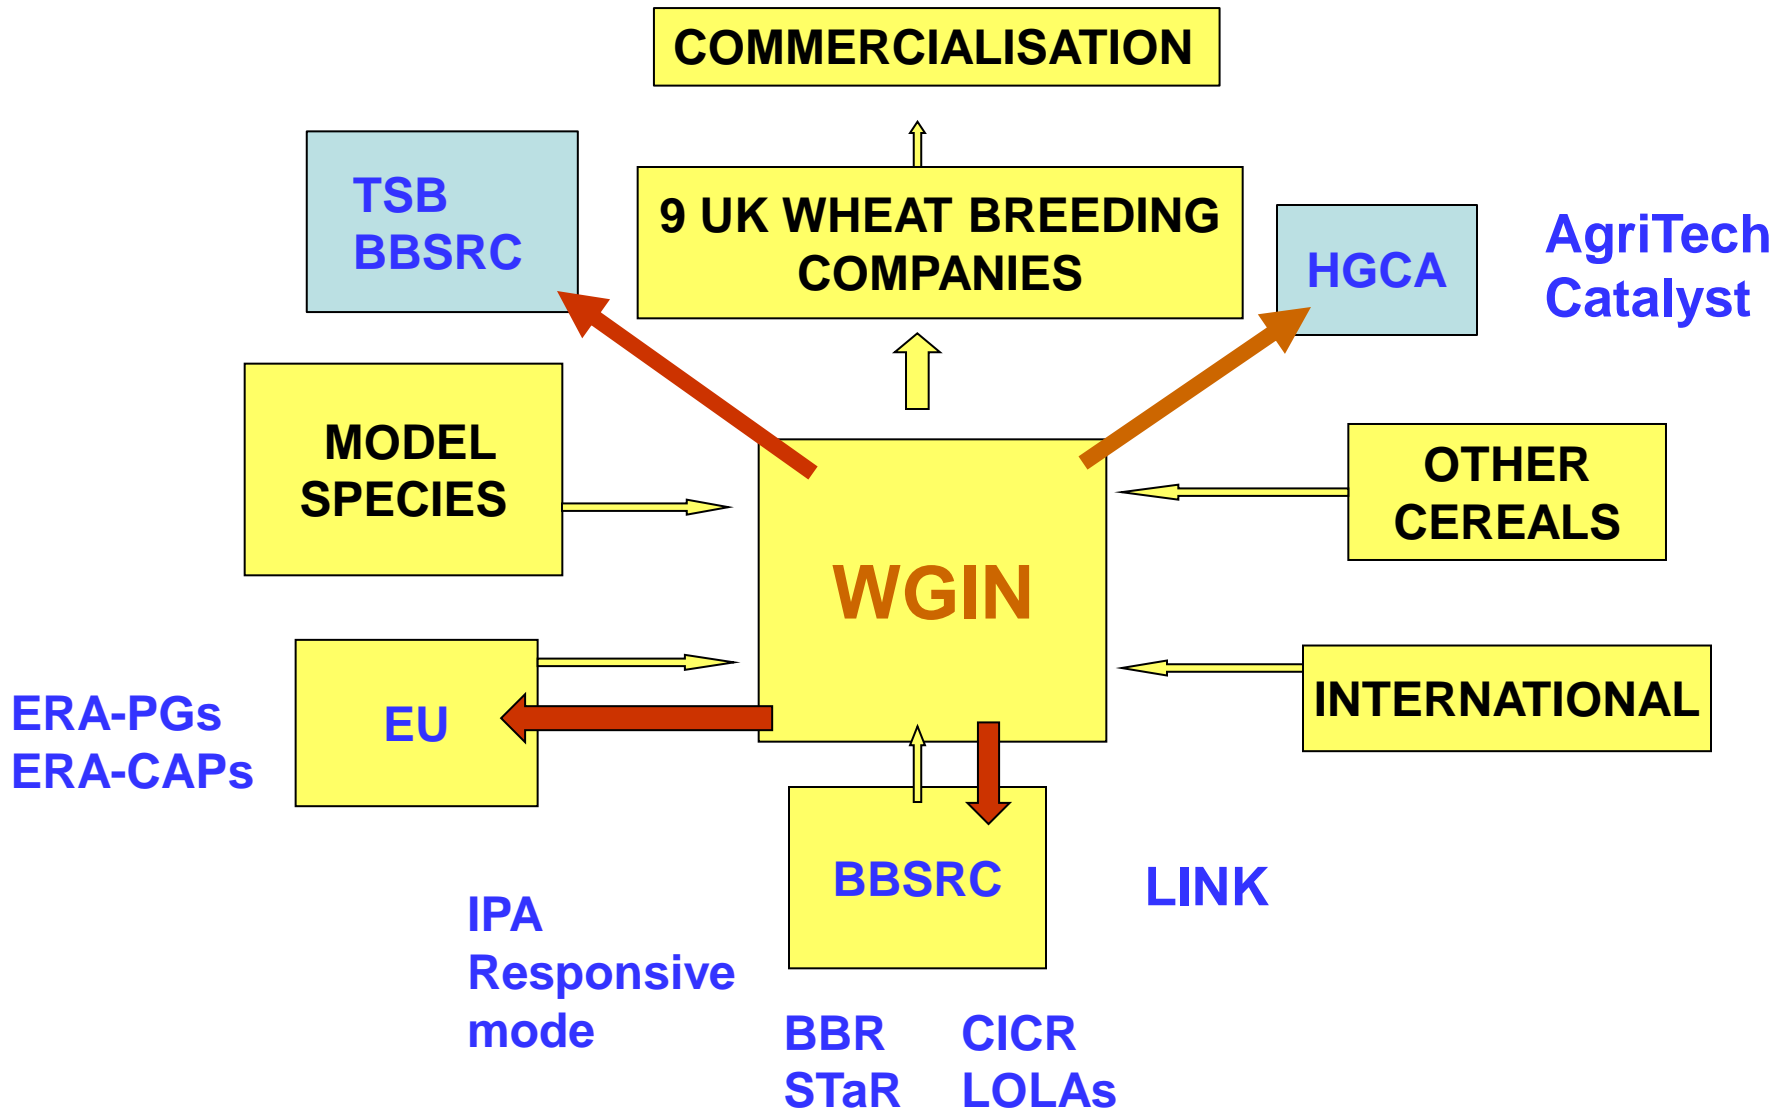 COMMERCIALISATION
TSB
BBSRC
9 UK WHEAT BREEDING
COMPANIES
HGCA
AgriTech
Catalyst
MODEL
SPECIES
OTHER
CEREALS
WGIN
ERA-PGs
ERA-CAPs
EU
INTERNATIONAL
BBSRC
LINK
IPA
Responsive
mode
BBR
STaR
CICR
LOLAs